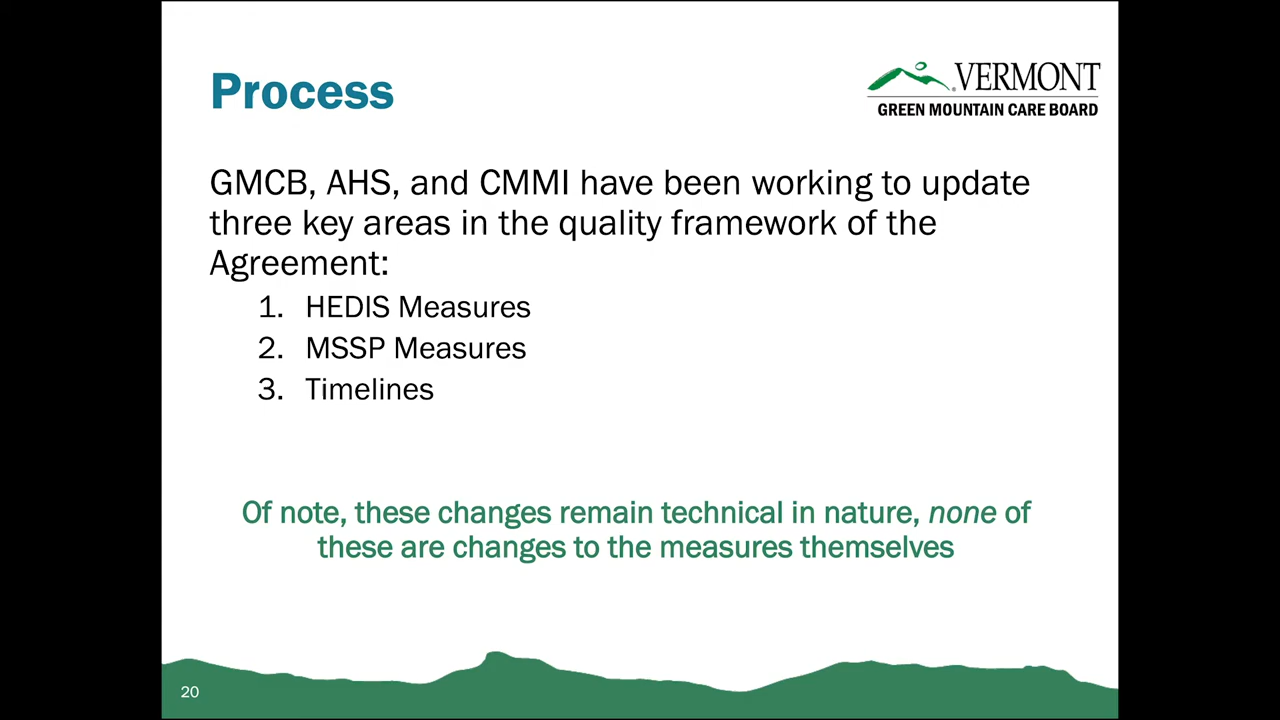 Process
VERMONT
GREEN MOUNTAIN CARE BOARD
GMCB, AHS, and CMMI have been working to update
three key areas in the quality framework of the
Agreement:
1. HEDIS Measures
2. MSSP Measures
3. Timelines
Of note, these changes remain technical in nature, none of
these are changes to the measures themselves
20